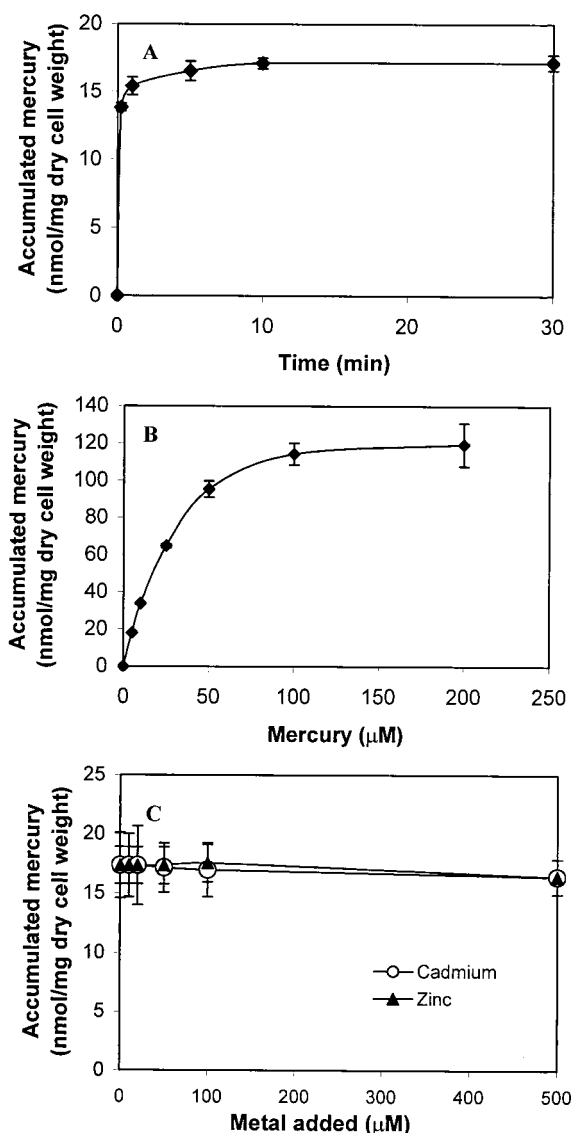 A
Accumulated mercury
(nmol/mg dry cell weight)
20
15
10
5
0
0 10 20 30
Time (min)
B
Accumulated mercury
(nmol/mg dry cell weight)
140
120
100
80
60
40
20
0
0 50 100 150 200 250
Mercury (µM)
C
Accumulated mercury
(nmol/mg dry cell weight)
25
20
15
10
5
0
Cadmium
Zinc
0 100 200 300 400 500
Metal added (µM)